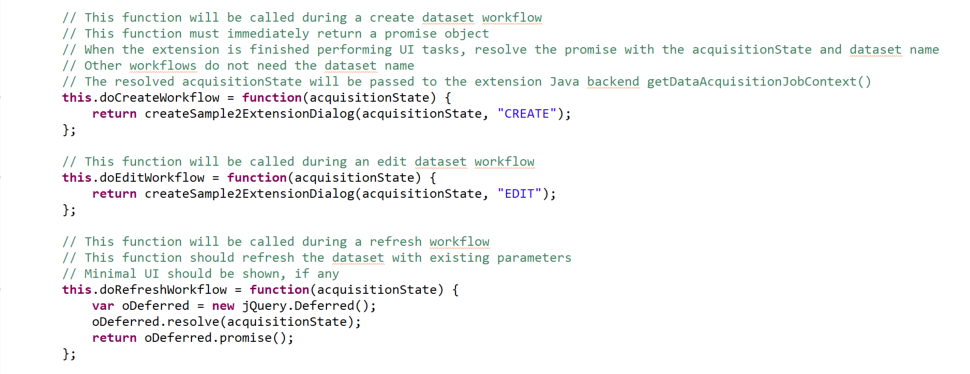 // This function will be called during a create dataset workflow
// This function must immediately return a promise object
// When the extension is finished performing UI tasks, resolve the promise with the acquisitionState and dataset name
// Other workflows do not need the dataset name
// The resolved acquisitionState will be passed to the extension Java backend getDataAcquisitionJobContext()
this.doCreateWorkflow = function(acquisitionState) {
    return createSample2ExtensionDialog(acquisitionState, "CREATE");
};

// This function will be called during an edit dataset workflow
this.doEditWorkflow = function(acquisitionState) {
    return createSample2ExtensionDialog(acquisitionState, "EDIT");
};

// This function will be called during a refresh workflow
// This function should refresh the dataset with existing parameters
// Minimal UI should be shown, if any
this.doRefreshWorkflow = function(acquisitionState) {
    var oDeferred = new jQuery.Deferred();
    oDeferred.resolve(acquisitionState);
    return oDeferred.promise();
};